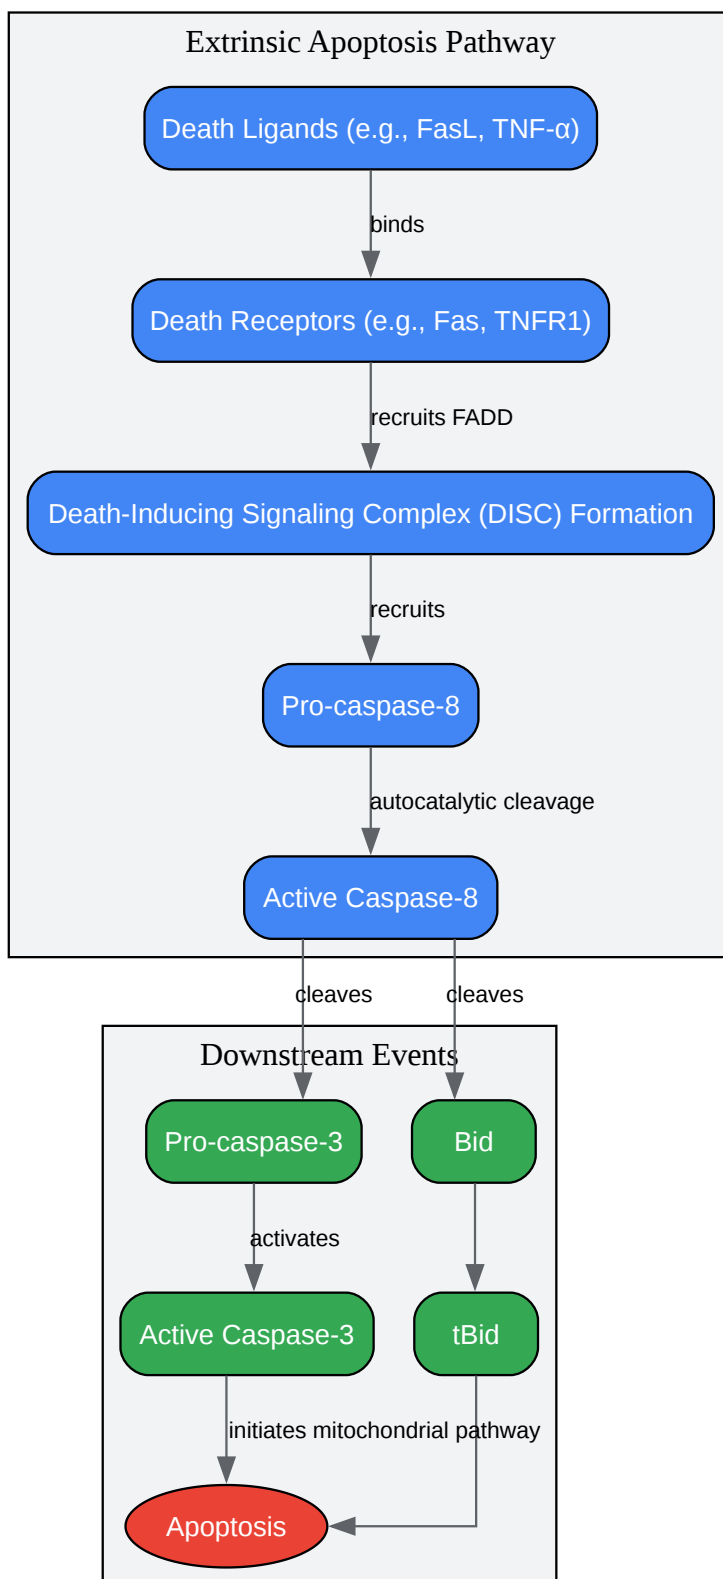 Extrinsic Apoptosis Pathway
Death Ligands (e.g., FasL, TNF-α)
binds
Death Receptors (e.g., Fas, TNFR1)
recruits FADD
Death-Inducing Signaling Complex (DISC) Formation
recruits
Pro-caspase-8
autocatalytic cleavage
Active Caspase-8
cleaves
cleaves
Downstream Events
Pro-caspase-3
Bid
activates
Active Caspase-3
tBid
initiates mitochondrial pathway
Apoptosis